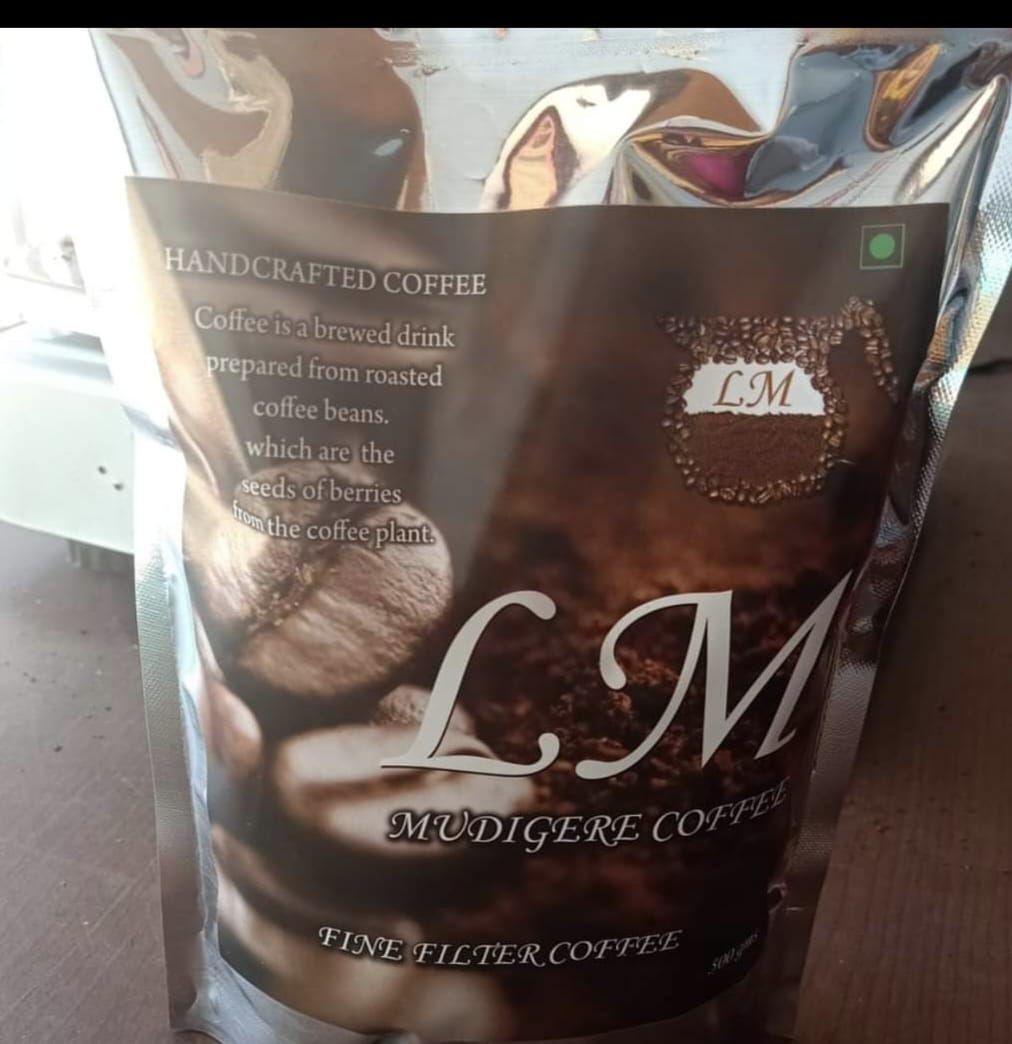 HANDCRAFTED COFFEE
Coffee is a brewed drink
prepared from roasted
coffee beans.
which are the
seeds of berries
from the coffee plant.
LM
LM
MUDIGERE COFFEE
FINE FILTER COFFEE
500 gms